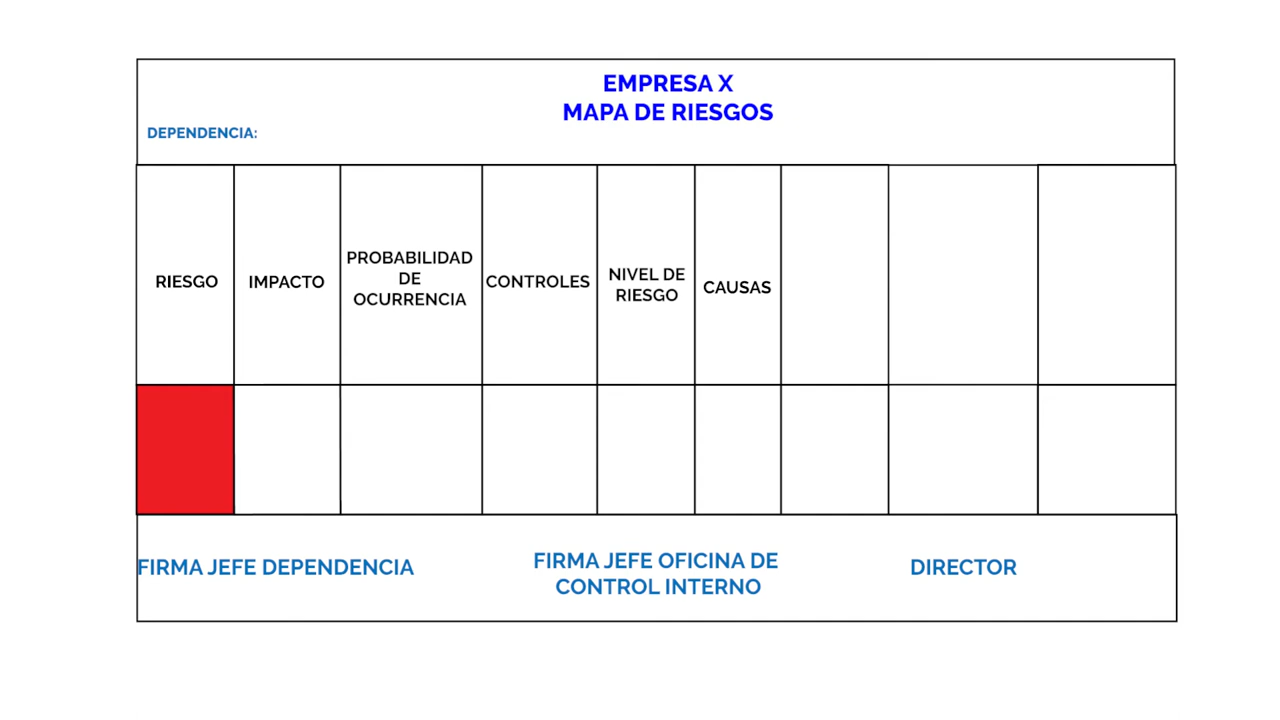 EMPRESA X
MAPA DE RIESGOS
DEPENDENCIA:
RIESGO
IMPACTO
PROBABILIDAD
DE
OCURRENCIA
CONTROLES
NIVEL DE
RIESGO
CAUSAS
FIRMA JEFE DEPENDENCIA
FIRMA JEFE OFICINA DE
CONTROL INTERNO
DIRECTOR